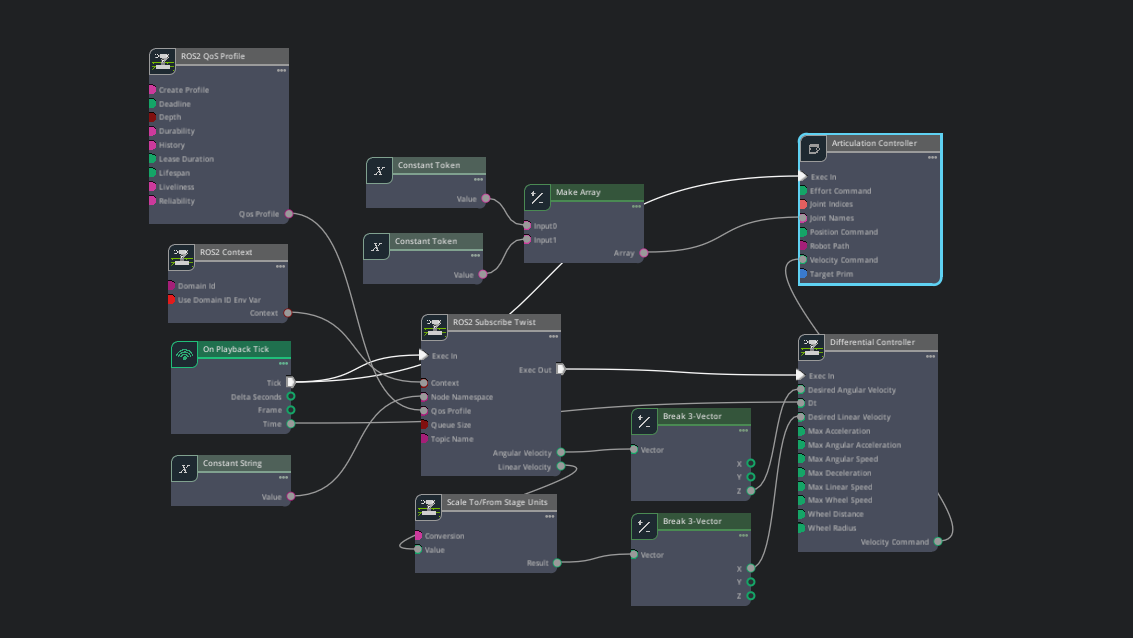 ROS2 QoS Profile
Create Profile
Deadline
Depth
Durability
History
Lease Duration
Lifespan
Liveliness
Reliability
Qos Profile
ROS2 Context
Domain Id
Use Domain ID Env Var
Context
On Playback Tick
Tick
Delta Seconds
Frame
Time
Constant String
Value
Constant Token
Value
Constant Token
Value
Make Array
Input0
Input1
Array
ROS2 Subscribe Twist
Exec In
Exec Out
Context
Node Namespace
Qos Profile
Queue Size
Topic Name
Angular Velocity
Linear Velocity
Scale To/From Stage Units
Conversion
Value
Result
Break 3-Vector
Vector
X
Y
Z
Break 3-Vector
Vector
X
Y
Z
Articulation Controller
Exec In
Effort Command
Joint Indices
Joint Names
Position Command
Robot Path
Velocity Command
Target Prim
Differential Controller
Exec In
Desired Angular Velocity
Dt
Desired Linear Velocity
Max Acceleration
Max Angular Acceleration
Max Angular Speed
Max Deceleration
Max Linear Speed
Max Wheel Speed
Wheel Distance
Wheel Radius
Velocity Command